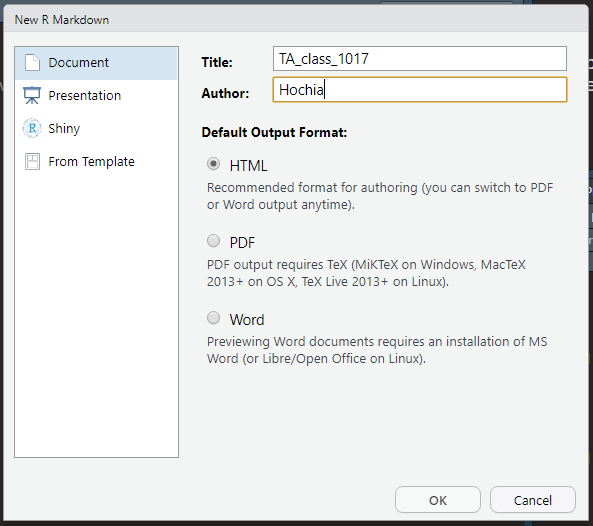 New R Markdown
Document
Presentation
Shiny
From Template
Title: TA_class_1017
Author: Hochia
Default Output Format:
HTML
Recommended format for authoring (you can switch to PDF
or Word output anytime).
PDF
PDF output requires TeX (MiKTeX on Windows, MacTeX
2013+ on OS X, TeX Live 2013+ on Linux).
Word
Previewing Word documents requires an installation of MS
Word (or Libre/Open Office on Linux).
OK Cancel